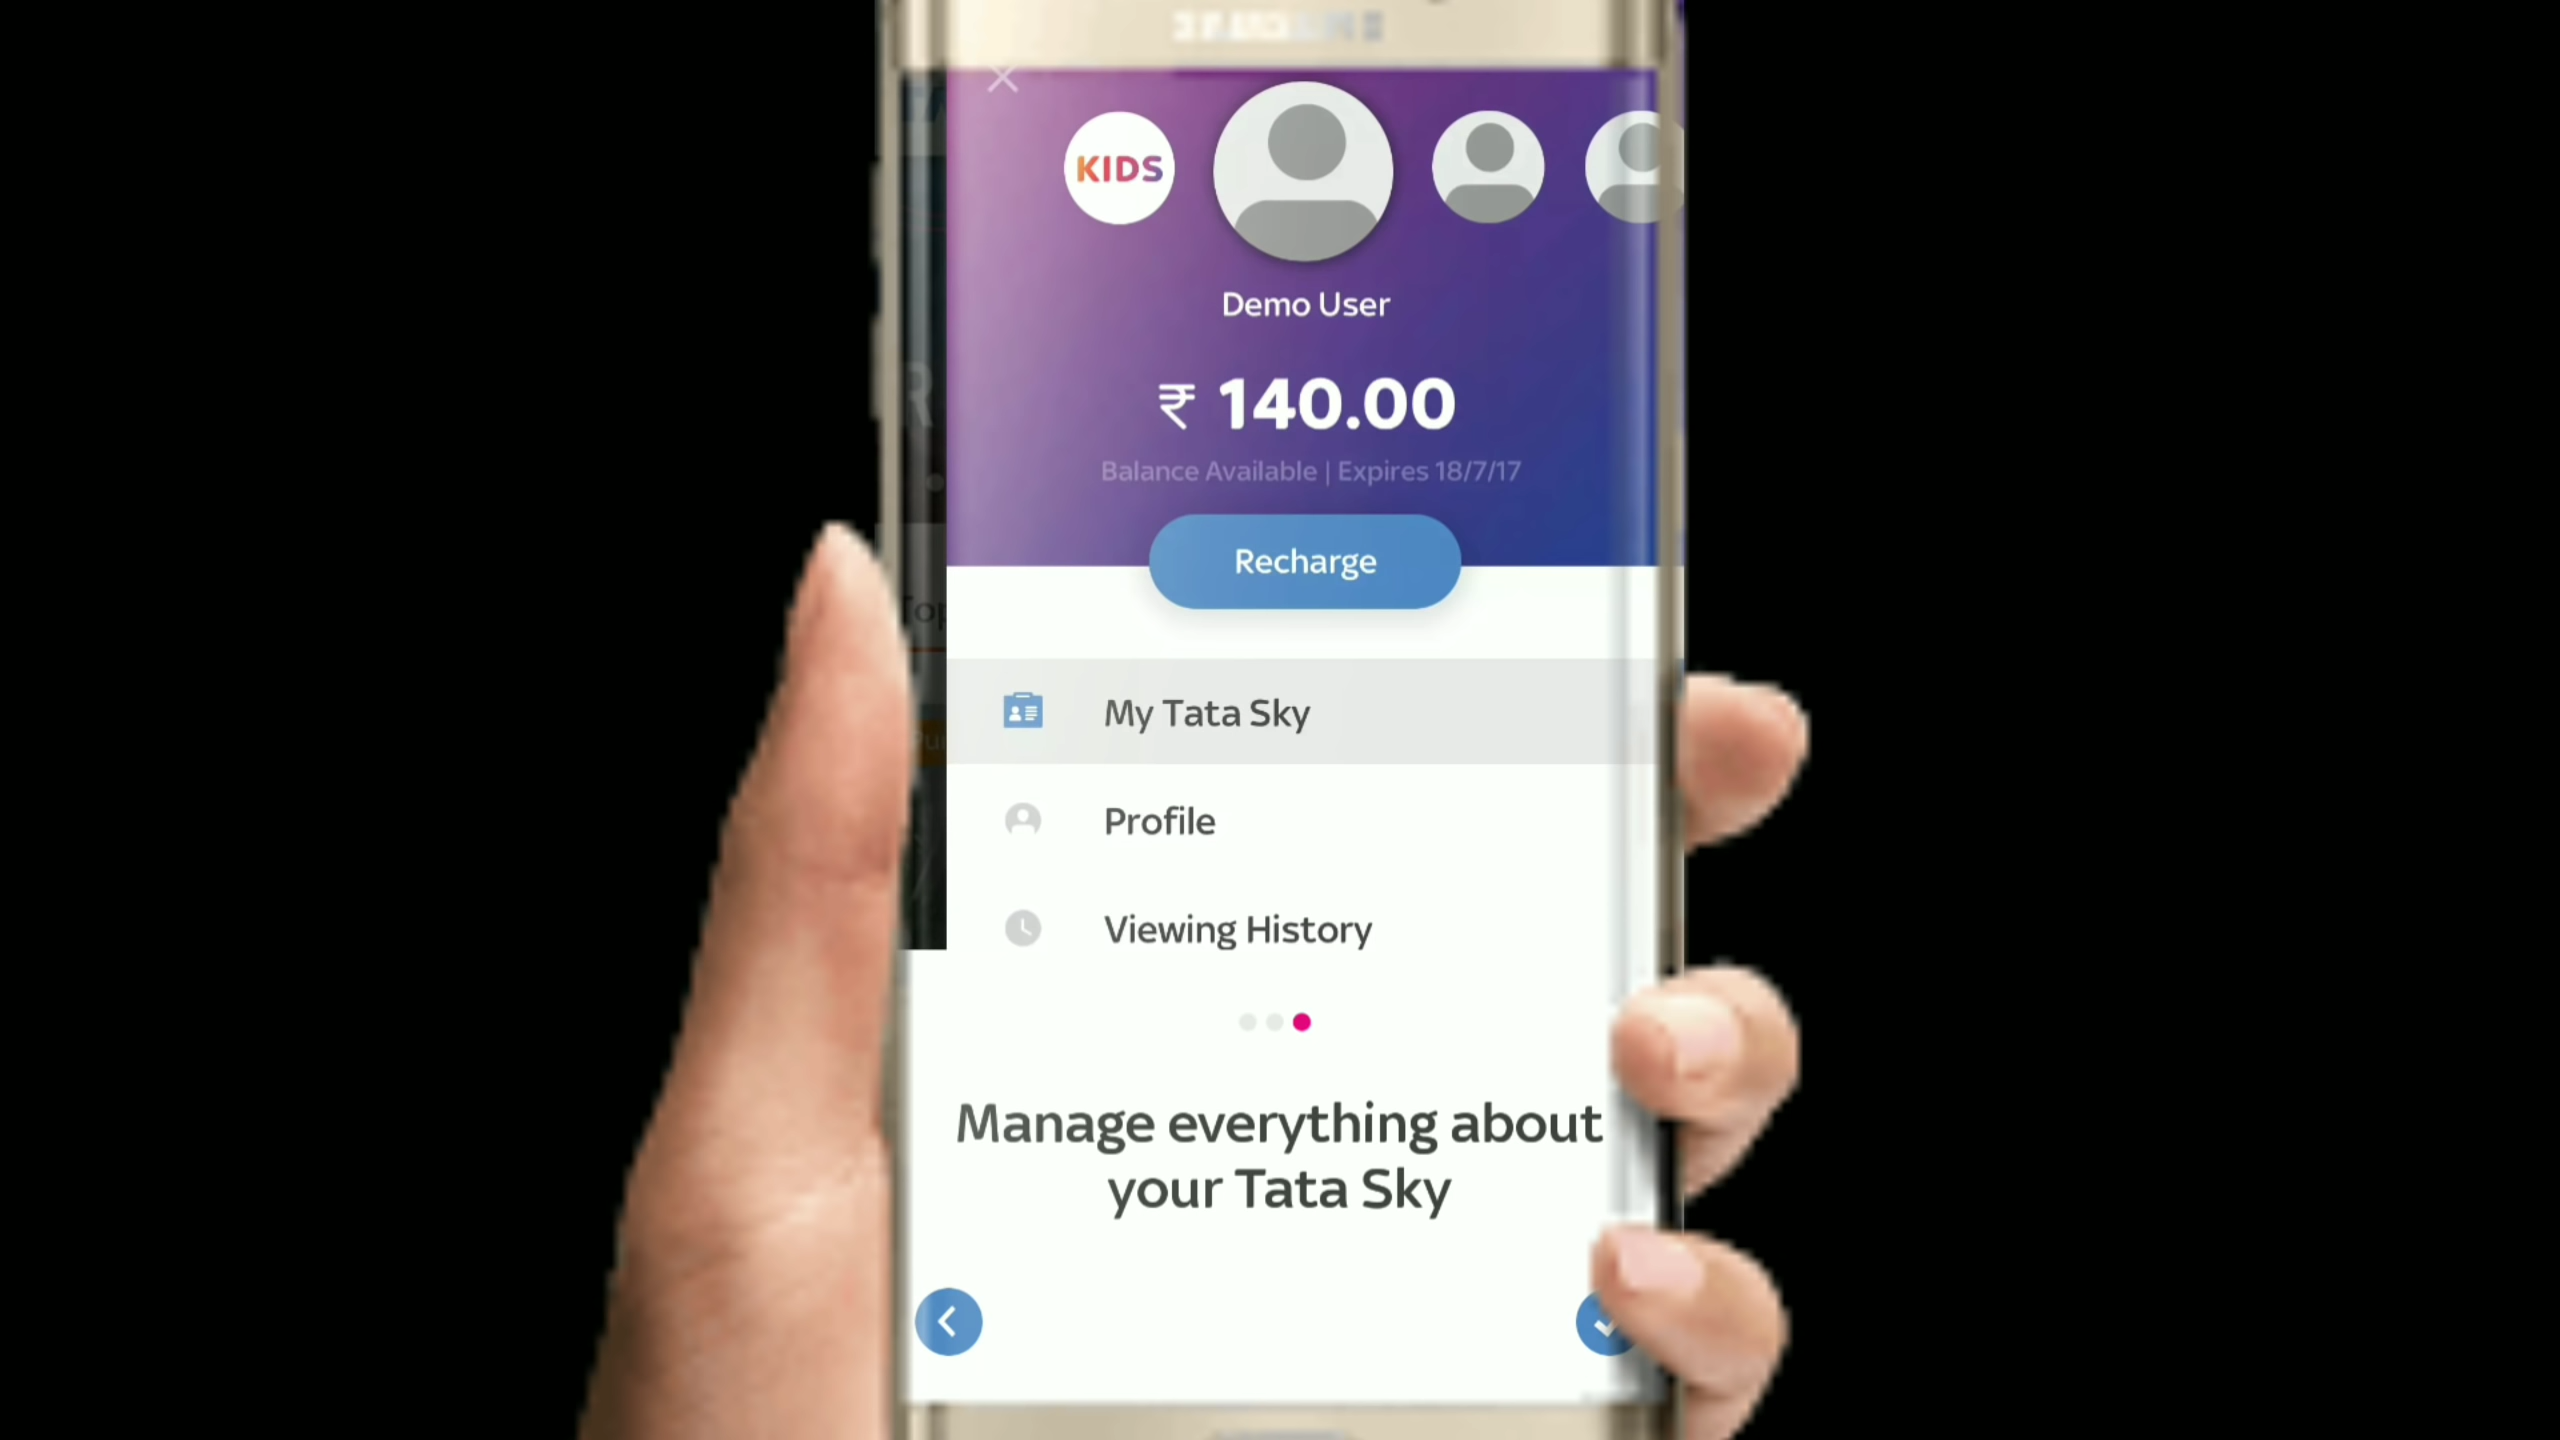 KIDS
Demo User
₹ 140.00
Balance Available | Expires 18/7/17
Recharge
My Tata Sky
Profile
Viewing History
Manage everything about
your Tata Sky